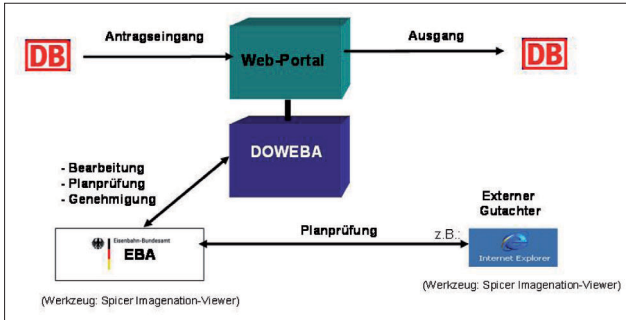 Antragseingang
Ausgang
DB
Web-Portal
DB
DOWEBA
- Bearbeitung
- Planprüfung
- Genehmigung
Externer
Gutachter
Eisenbahn-Bundesamt
EBA
Planprüfung
z.B.:
Internet Explorer
(Werkzeug: Spicer Imagenation-Viewer)
(Werkzeug: Spicer Imagenation-Viewer)